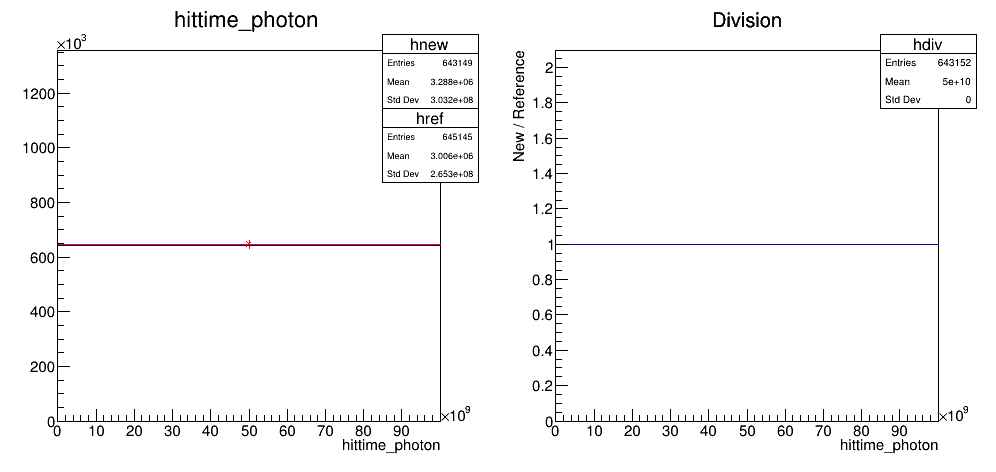 hittime_photon
×10³
hnew
Entries 643149
Mean 3.288e+06
Std Dev 3.032e+08
href
Entries 645145
Mean 3.006e+06
Std Dev 2.653e+08
1200
1000
800
600
400
200
0
0 10 20 30 40 50 60 70 80 90
×10⁹
hittime_photon
Division
hdiv
Entries 643152
Mean 5e+10
Std Dev 0
New / Reference
2
1.8
1.6
1.4
1.2
1
0.8
0.6
0.4
0.2
0
0 10 20 30 40 50 60 70 80 90
×10⁹
hittime_photon